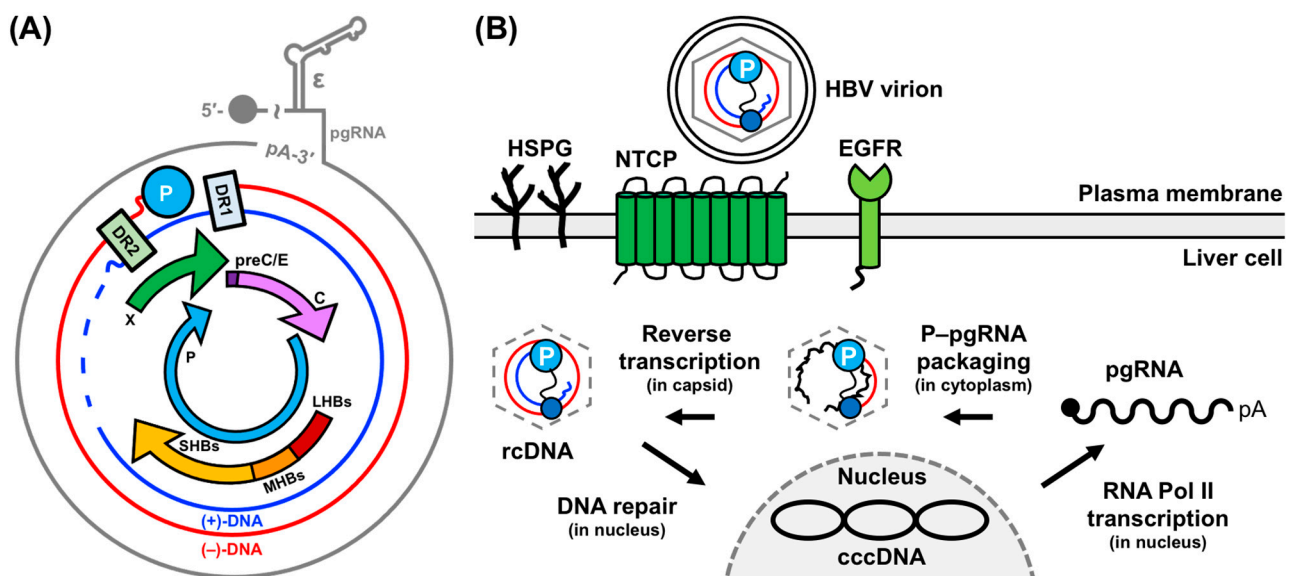 (A)
ε
5′-
~
pgRNA
pA-3′
P
DR1
DR2
preC/E
X
C
P
LHBs
SHBs
MHBs
(+)-DNA
(–)-DNA
(B)
P
HBV virion
HSPG
NTCP
EGFR
Plasma membrane
Liver cell
Reverse
transcription
(in capsid)
P–pgRNA
packaging
(in cytoplasm)
P
P
pgRNA
pA
rcDNA
Nucleus
DNA repair
(in nucleus)
cccDNA
RNA Pol II
transcription
(in nucleus)